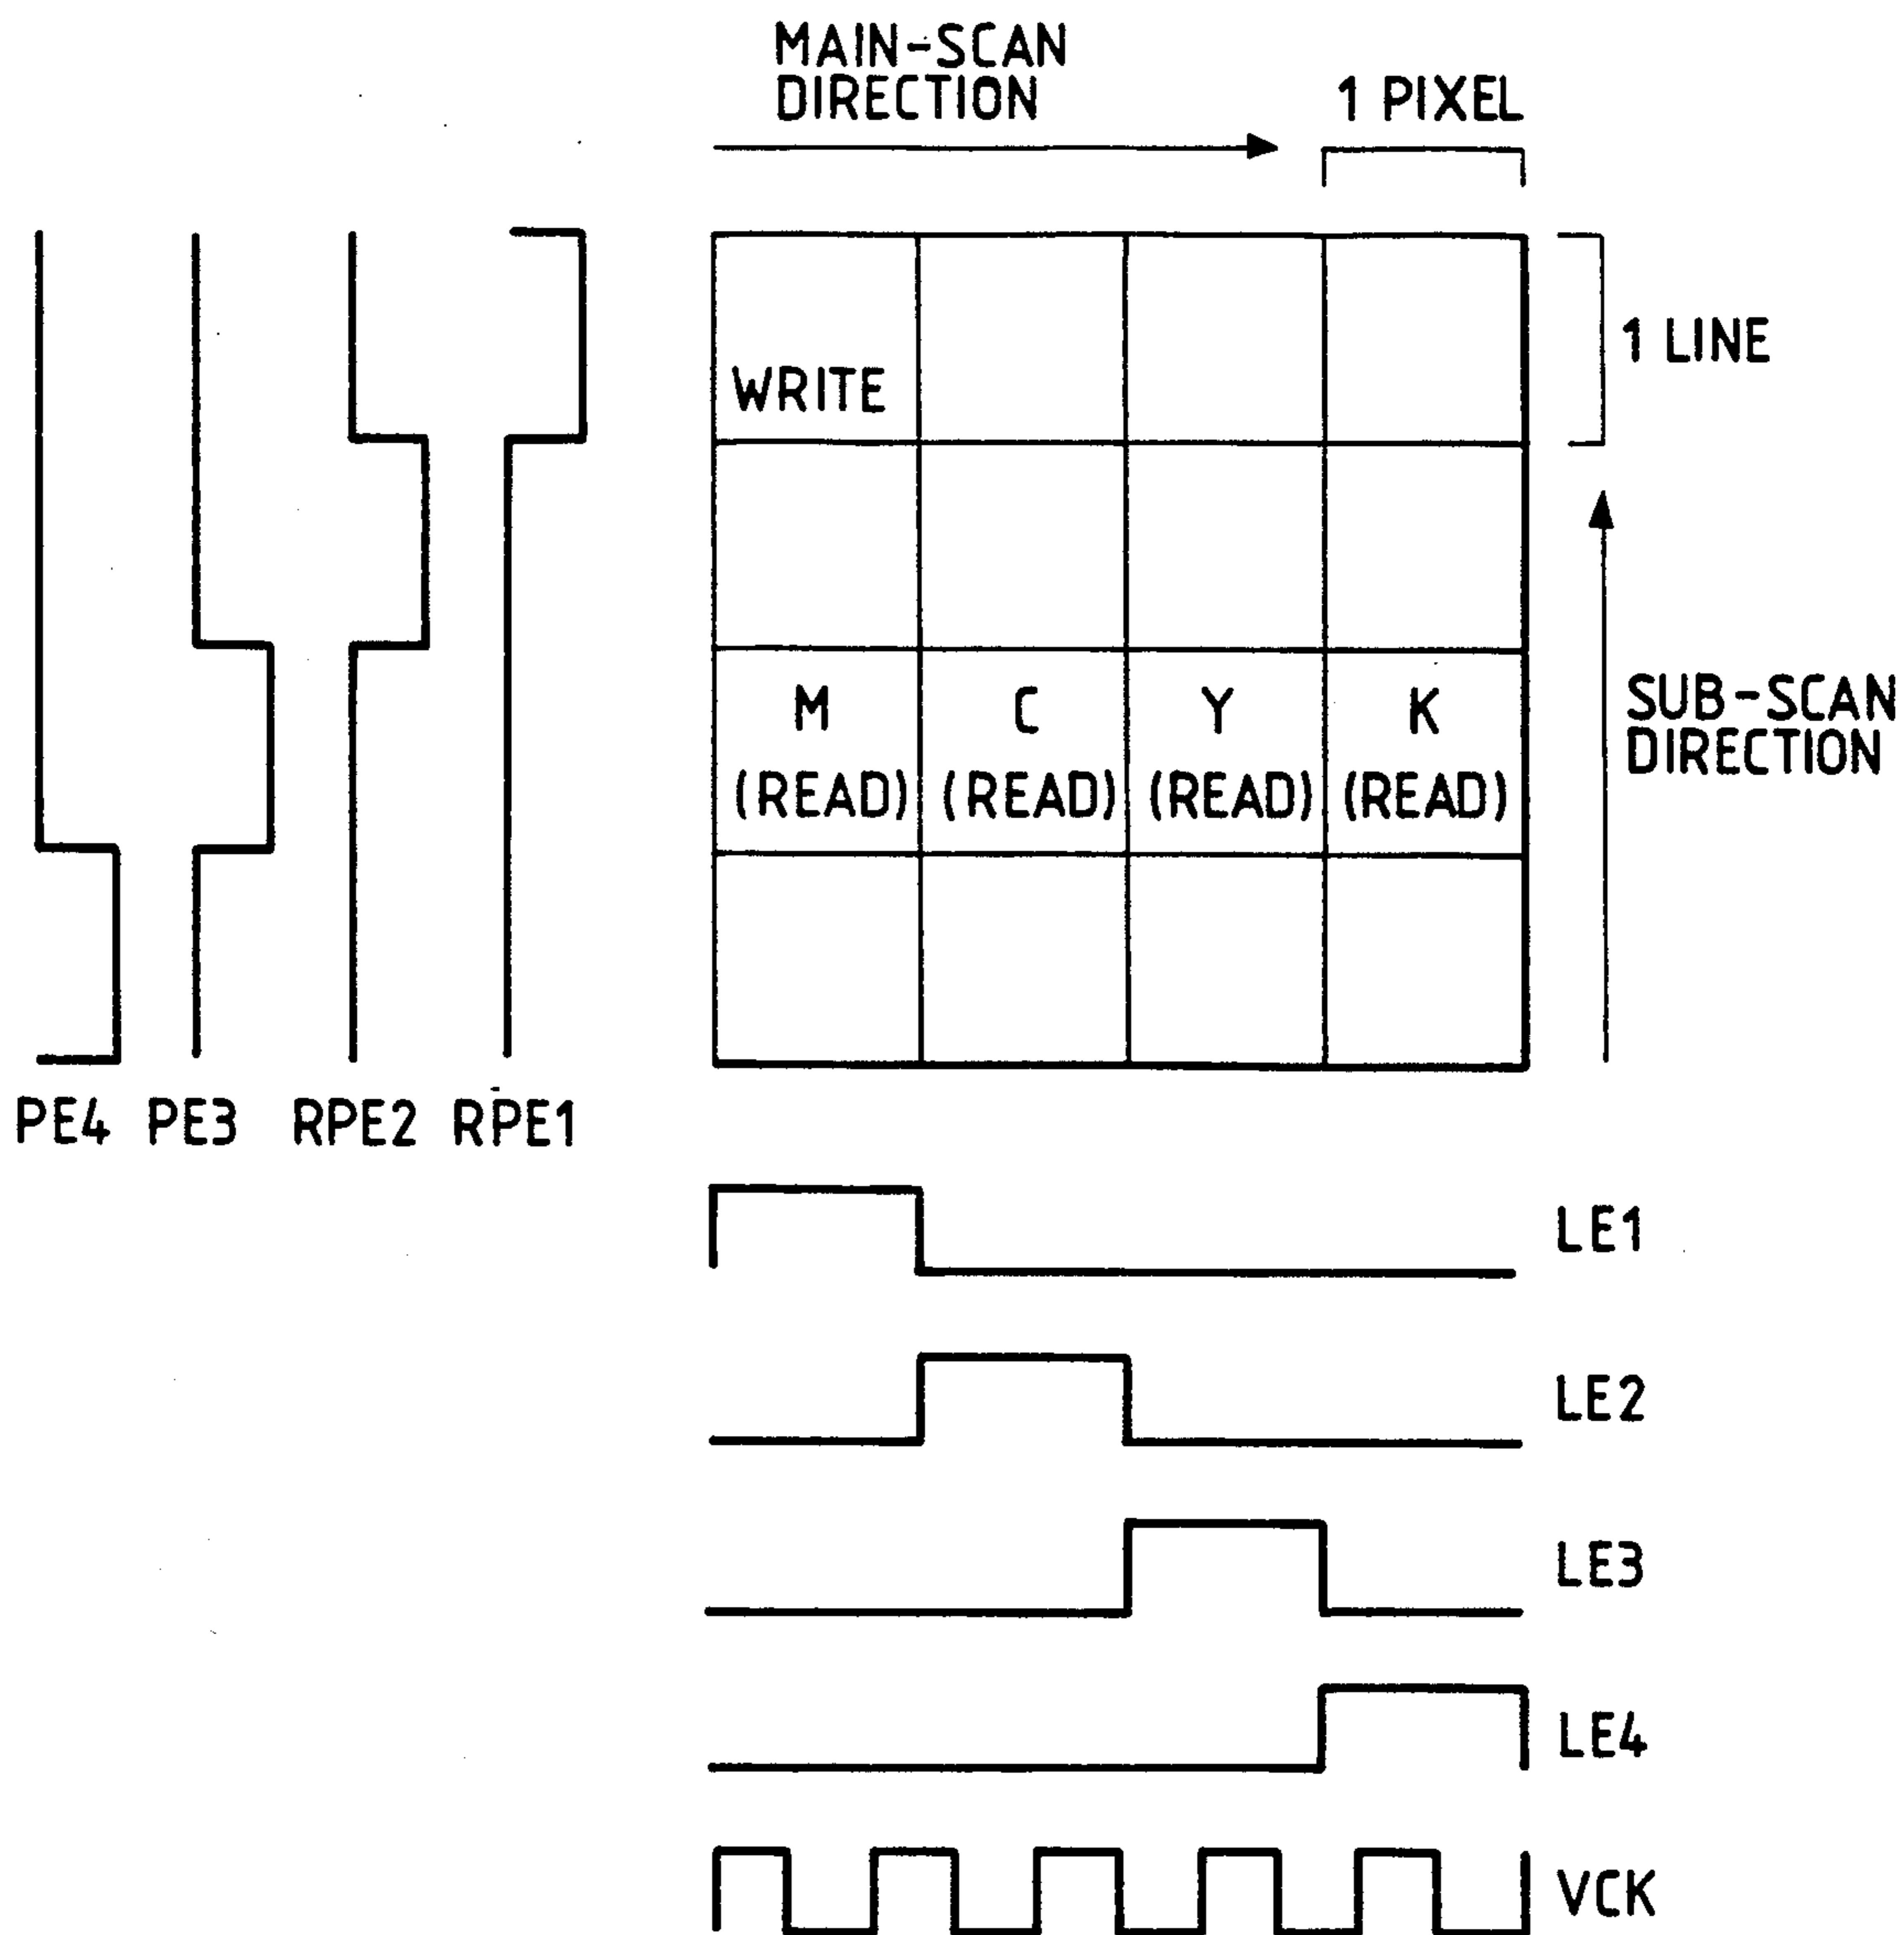 MAIN-SCAN
DIRECTION
1 PIXEL
WRITE
1 LINE
M C Y K
(READ) (READ) (READ) (READ)
SUB-SCAN
DIRECTION
PE4 PE3 RPE2 RPE1
LE1
LE2
LE3
LE4
VCK